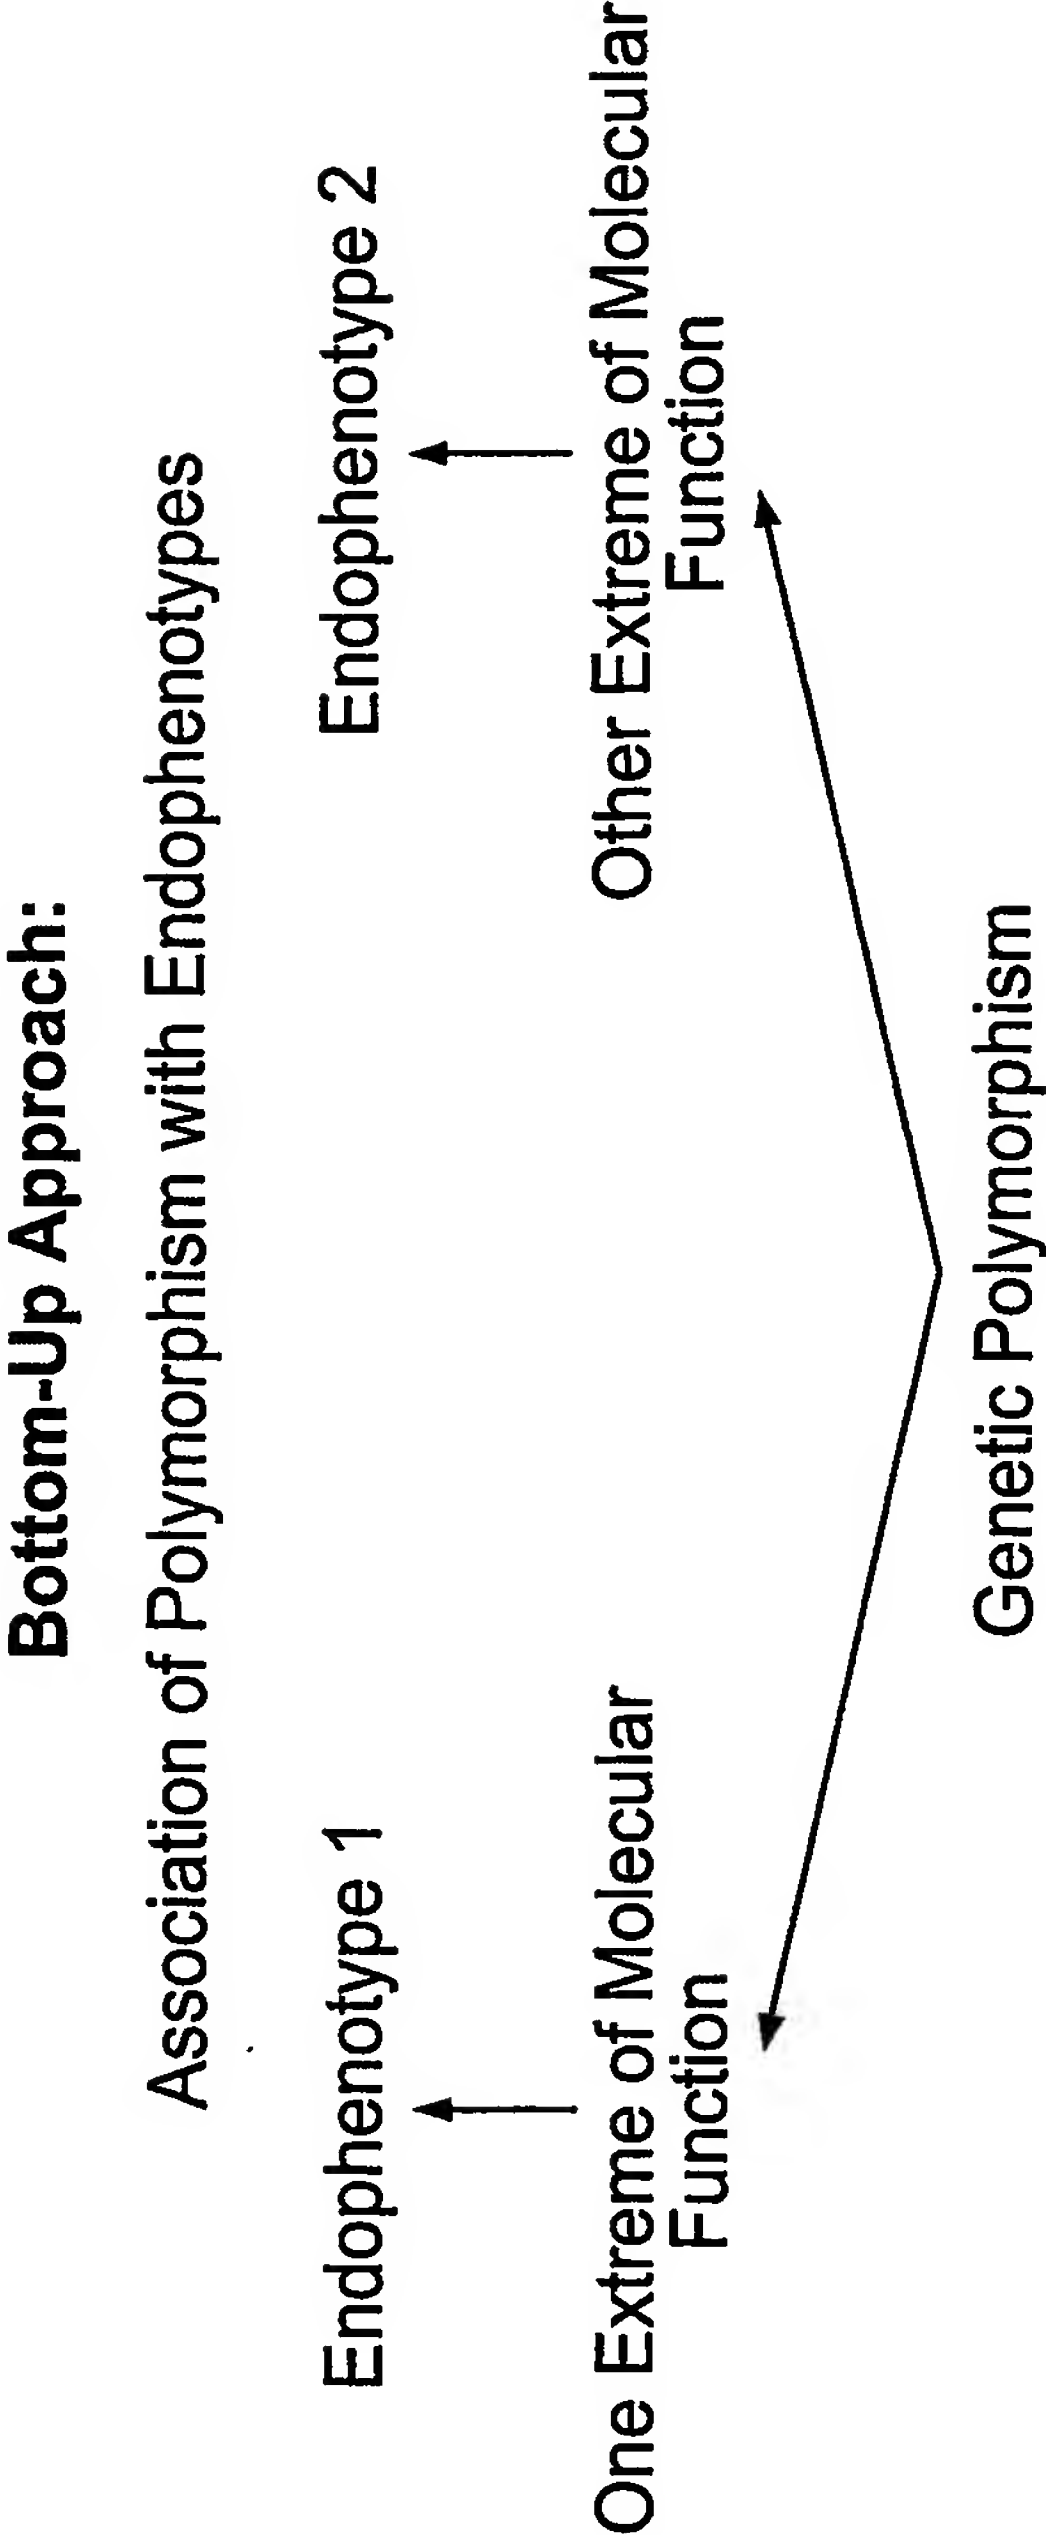 Bottom-Up Approach:
Association of Polymorphism with Endophenotypes
Endophenotype 1
Endophenotype 2
One Extreme of Molecular
Function
Other Extreme of Molecular
Function
Genetic Polymorphism